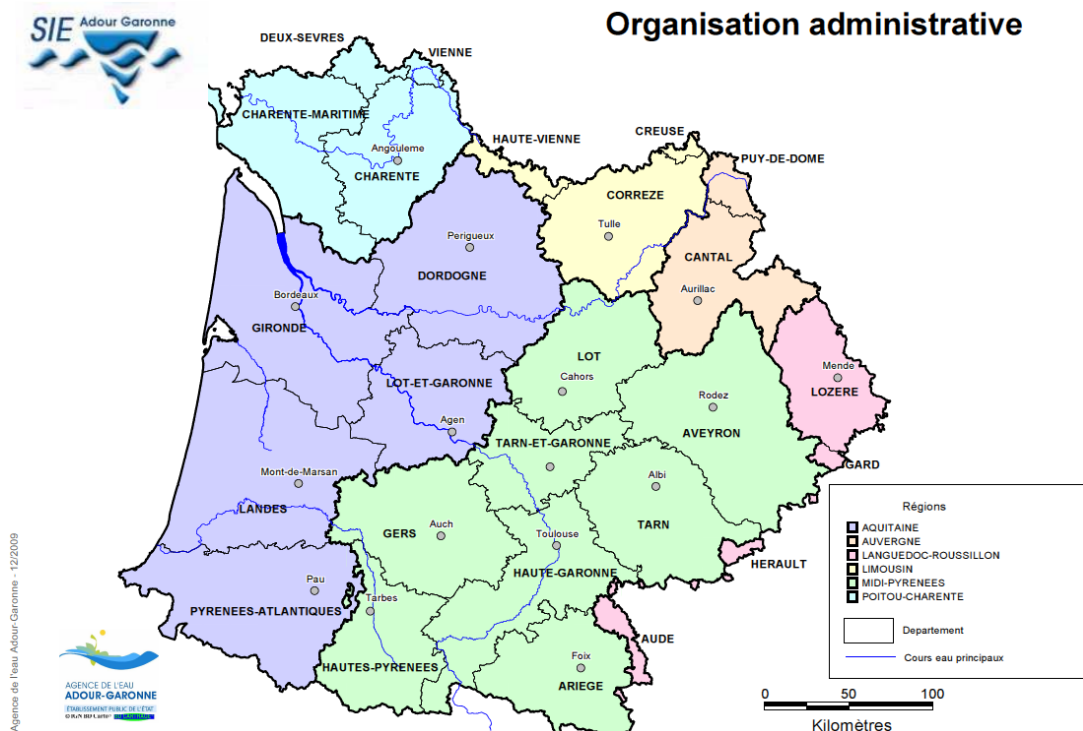 Organisation administrative
SIE Adour Garonne
DEUX-SEVRES
VIENNE
CHARENTE-MARITIME
HAUTE-VIENNE
CREUSE
Angouleme
PUY-DE-DOME
CHARENTE
CORREZE
Tulle
Perigueux
DORDOGNE
CANTAL
Aurillac
Bordeaux
GIRONDE
LOT
Mende
LOZERE
LOT-ET-GARONNE
Cahors
Rodez
Agen
AVEYRON
TARN-ET-GARONNE
GARD
Mont-de-Marsan
Albi
LANDES
GERS
Auch
TARN
Toulouse
HERAULT
HAUTE-GARONNE
Pau
PYRENEES-ATLANTIQUES
Tarbes
AUDE
HAUTES-PYRENEES
Foix
ARIEGE
Régions
AQUITAINE
AUVERGNE
LANGUEDOC-ROUSSILLON
LIMOUSIN
MIDI-PYRENEES
POITOU-CHARENTE
Departement
Cours eau principaux
0 50 100
Kilomètres
Agence de l'eau Adour-Garonne - 12/2009
AGENCE DE L'EAU
ADOUR-GARONNE
ÉTABLISSEMENT PUBLIC DE L'ÉTAT